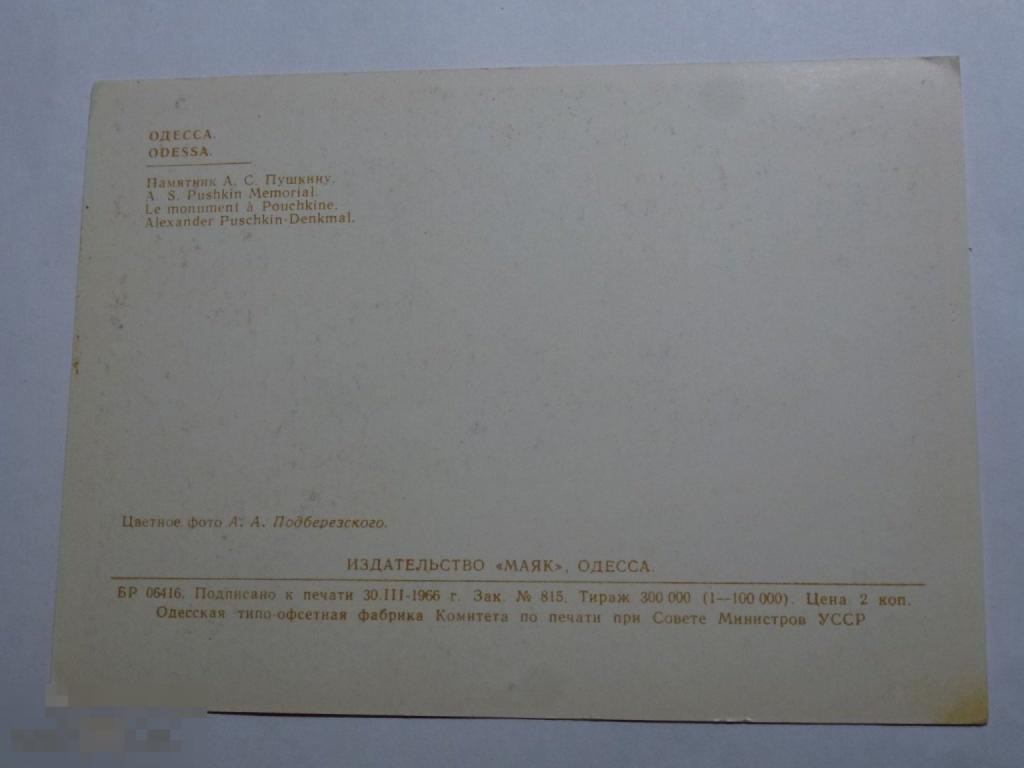 ОДЕССА.
ODESSA.
Памятник А. С. Пушкину.
A. S. Pushkin Memorial.
Le monument à Pouchkine.
Alexander Puschkin-Denkmal.
Цветное фото А. А. Подберезского.
ИЗДАТЕЛЬСТВО «МАЯК», ОДЕССА.
БР 06416. Подписано к печати 30.III-1966 г. Зак. № 815. Тираж 300 000 (1—100 000). Цена 2 коп.
Одесская типо-офсетная фабрика Комитета по печати при Совете Министров УССР